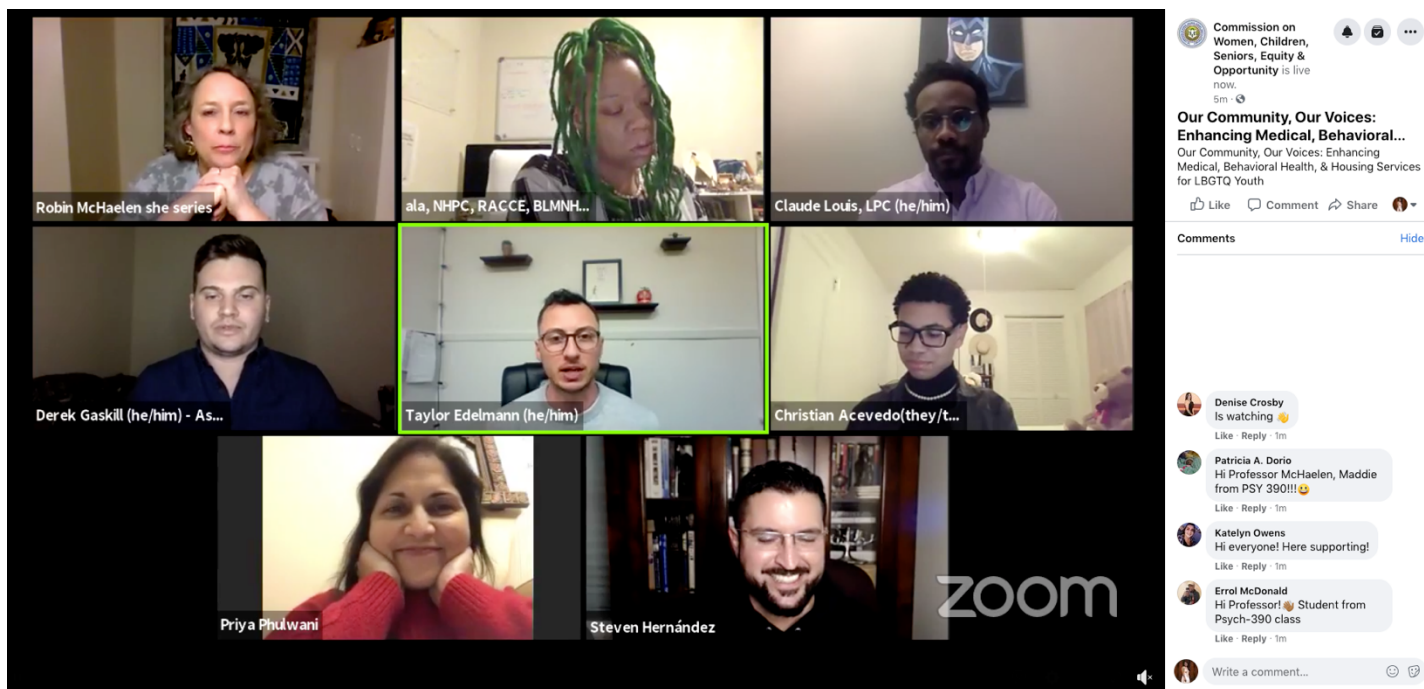 Robin McHaelen she series
ala, NHPC, RACCE, BLMNH...
Claude Louis, LPC (he/him)
Derek Gaskill (he/him) - As...
Taylor Edelmann (he/him)
Christian Acevedo(they/t...
Priya Phulwani
Steven Hernández
zoom
Commission on
Women, Children,
Seniors, Equity &
Opportunity is live
now.
5m ·
Our Community, Our Voices:
Enhancing Medical, Behavioral...
Our Community, Our Voices: Enhancing
Medical, Behavioral Health, & Housing Services
for LBGTQ Youth
Like Comment Share
Comments Hide
Denise Crosby
Is watching 👋
Like · Reply · 1m
Patricia A. Dorio
Hi Professor McHaelen, Maddie
from PSY 390!!!😃
Like · Reply · 1m
Katelyn Owens
Hi everyone! Here supporting!
Like · Reply · 1m
Errol McDonald
Hi Professor!👋🏾 Student from
Psych-390 class
Like · Reply · 1m
Write a comment...